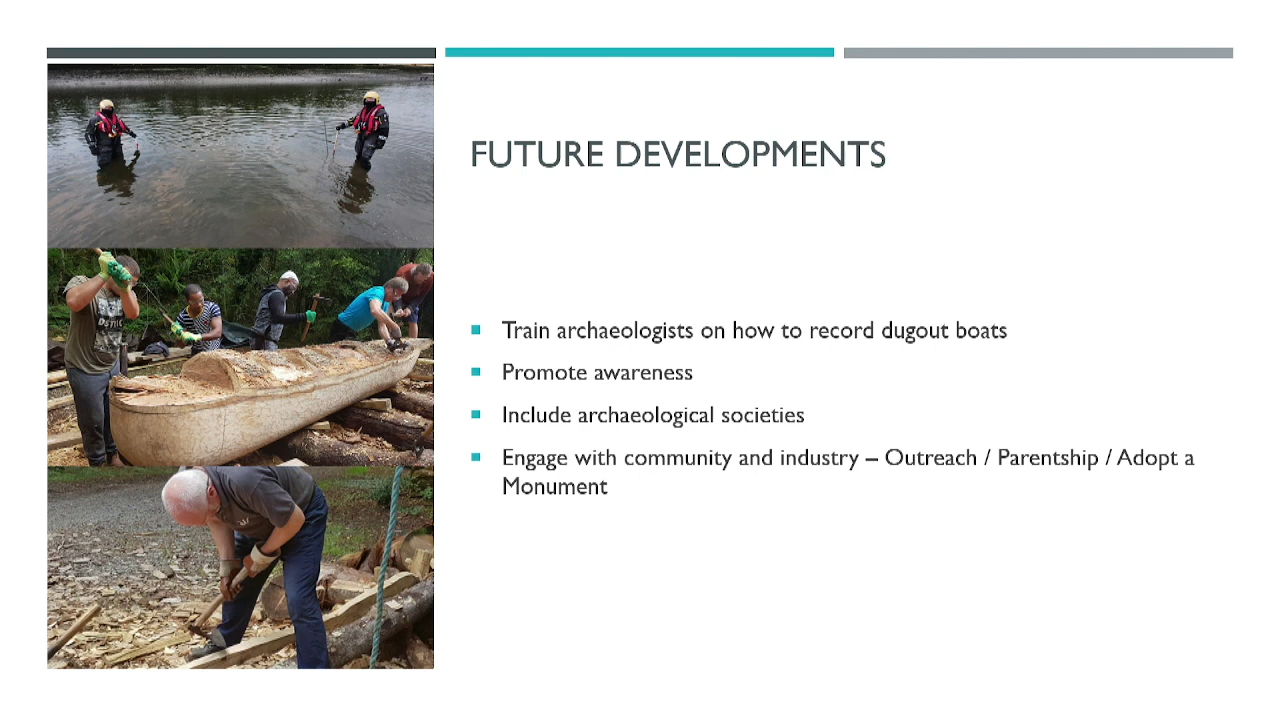 FUTURE DEVELOPMENTS
Train archaeologists on how to record dugout boats
Promote awareness
Include archaeological societies
Engage with community and industry – Outreach / Parentship / Adopt a
Monument